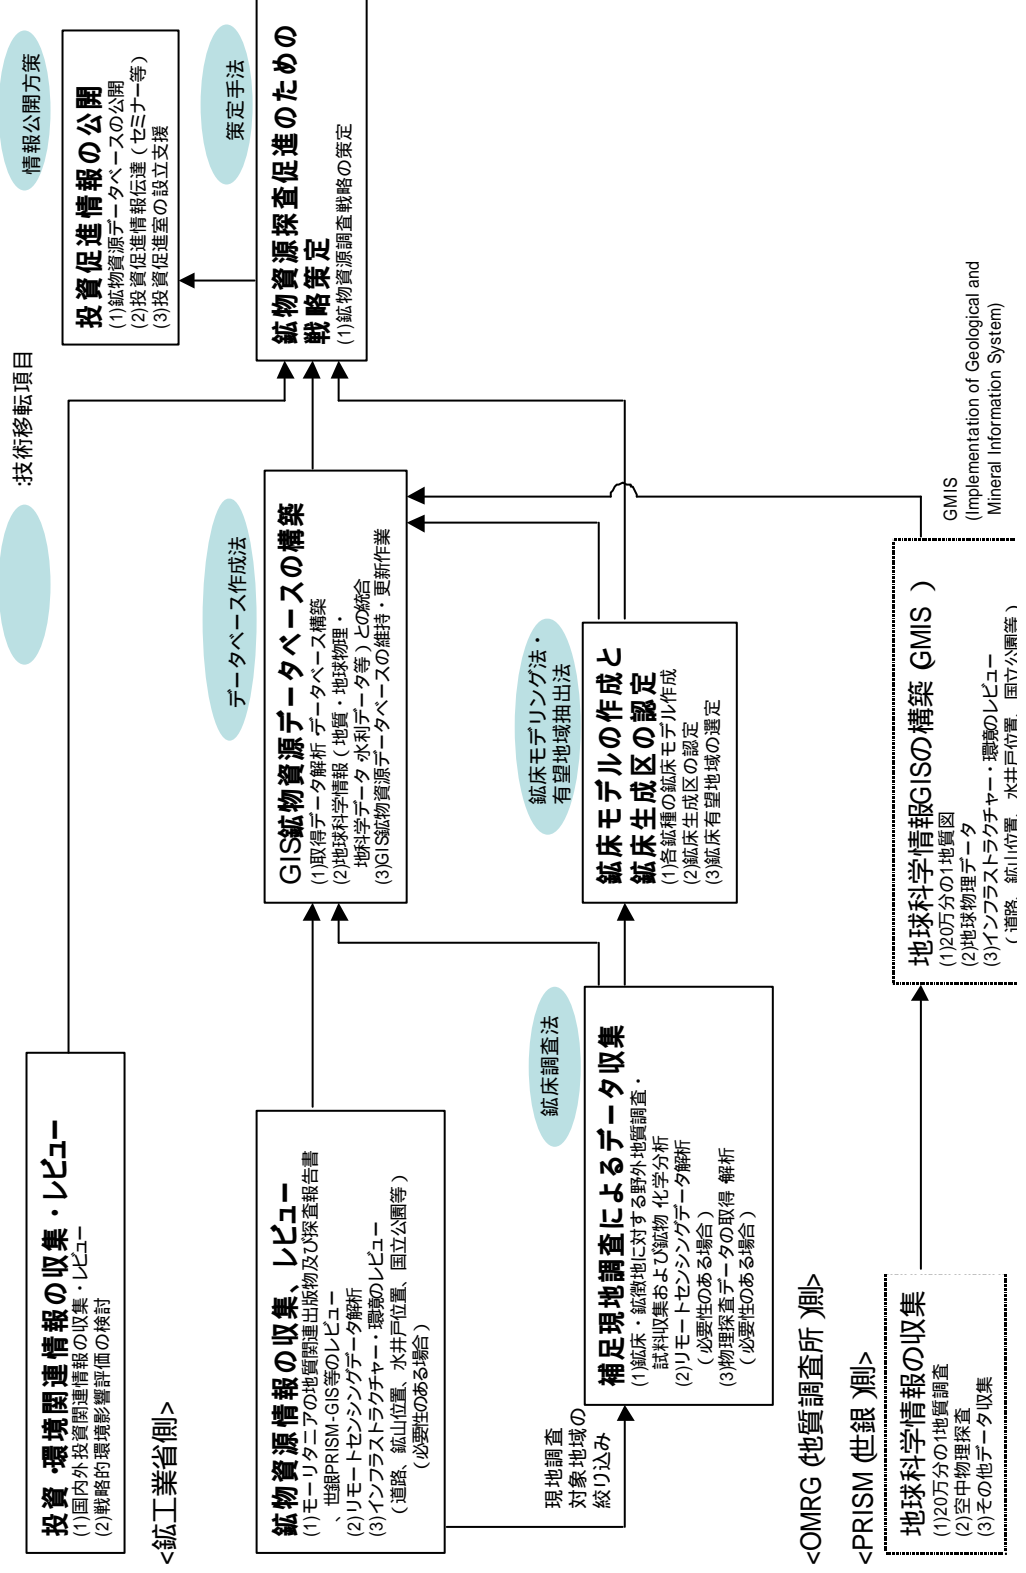 :技術移転項目
投資・環境関連情報の収集・レビュー
(1)国内外投資関連情報の収集・レビュー
(2)戦略的環境影響評価の検討
<鉱工業省側>
情報公開方策
投資促進情報の公開
(1)鉱物資源データベースの公開
(2)投資促進情報伝達（セミナー等）
(3)投資促進室の設立支援
策定手法
鉱物資源探査促進のための
戦略策定
(1)鉱物資源調査戦略の策定
データベース作成法
GIS鉱物資源データベースの構築
(1)取得データ解析・データベース構築
(2)地球科学情報（地質・地球物理・
地科学データ・水利データ等）との統合
(3)GIS鉱物資源データベースの維持・更新作業
鉱物資源情報の収集、レビュー
(1)モーリタニアの地質関連出版物及び探査報告書
、世銀PRISM-GIS等のレビュー
(2)リモートセンシングデータ解析
(3)インフラストラクチャー・環境のレビュー
（道路、鉱山位置、水井戸位置、国立公園等）
（必要性のある場合）
鉱床モデリング法・
有望地域抽出法
鉱床モデルの作成と
鉱床生成区の認定
(1)各鉱種の鉱床モデル作成
(2)鉱床生成区の認定
(3)鉱床有望地域の選定
鉱床調査法
補足現地調査によるデータ収集
(1)鉱床・鉱徴地に対する野外地質調査・
試料収集および鉱物・化学分析
(2)リモートセンシングデータ解析
（必要性のある場合）
(3)物理探査データの取得・解析
（必要性のある場合）
現地調査
対象地域の
絞り込み
<OMRG（地質調査所）側>
<PRISM（世銀）側>
地球科学情報の収集
(1)20万分の1地質調査
(2)空中物理探査
(3)その他データ収集
地球科学情報GISの構築（GMIS）
(1)20万分の1地質図
(2)地球物理データ
(3)インフラストラクチャー・環境のレビュー
（道路、鉱山位置、水井戸位置、国立公園等）
GMIS
(Implementation of Geological and
Mineral Information System)